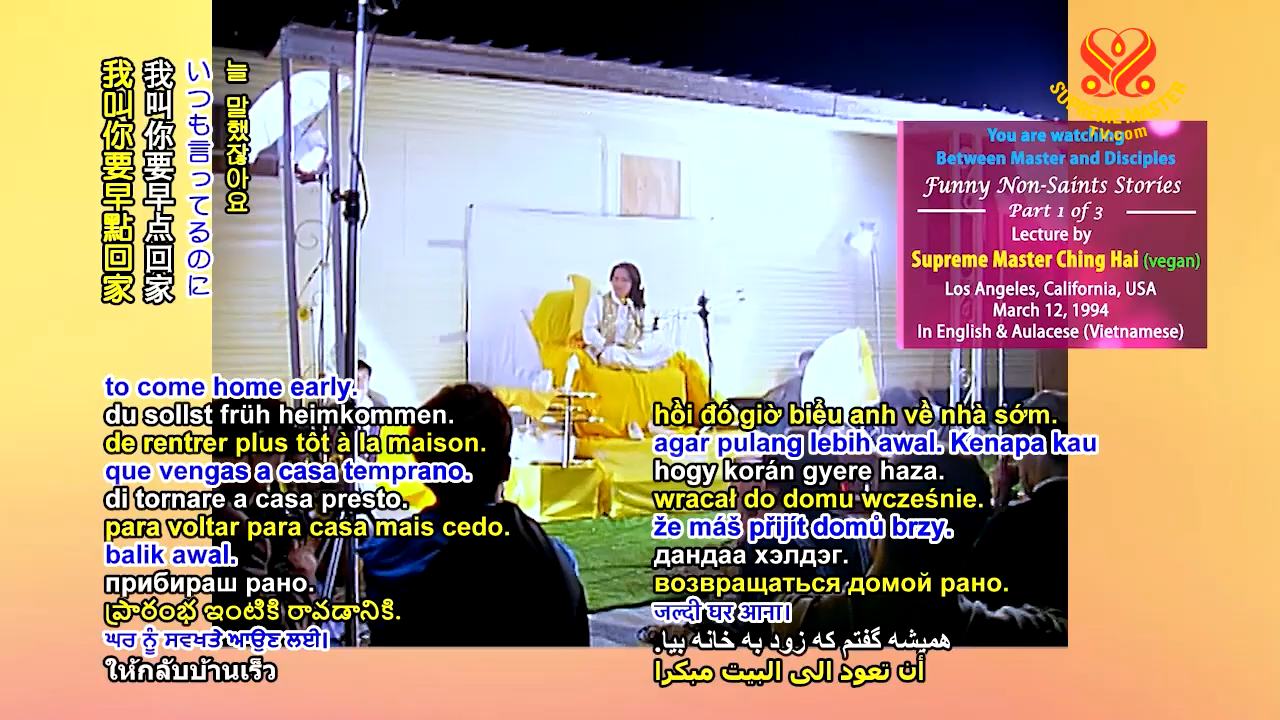 我叫你要早點回家
我叫你要早点回家
いつも言ってるのに
늘 말했잖아요
SUPREME MASTER
TV.com
You are watching
Between Master and Disciples
Funny Non-Saints Stories
Part 1 of 3
Lecture by
Supreme Master Ching Hai (vegan)
Los Angeles, California, USA
March 12, 1994
In English & Aulacese (Vietnamese)
to come home early.
du sollst früh heimkommen.
de rentrer plus tôt à la maison.
que vengas a casa temprano.
di tornare a casa presto.
para voltar para casa mais cedo.
balik awal.
прибираш рано.
ప్రారంభ ఇంటికి రావడానికి.
ਘਰ ਨੂੰ ਸਵਖਤੇ ਆਉਣ ਲਈ।
ให้กลับบ้านเร็ว
hồi đó giờ biểu anh về nhà sớm.
agar pulang lebih awal. Kenapa kau
hogy korán gyere haza.
wracał do domu wcześnie.
že máš přijít domů brzy.
дандаа хэлдэг.
возвращаться домой рано.
जल्दी घर आना।
همیشه گفتم که زود به خانه بیا.
أن تعود الى البيت مبكرا